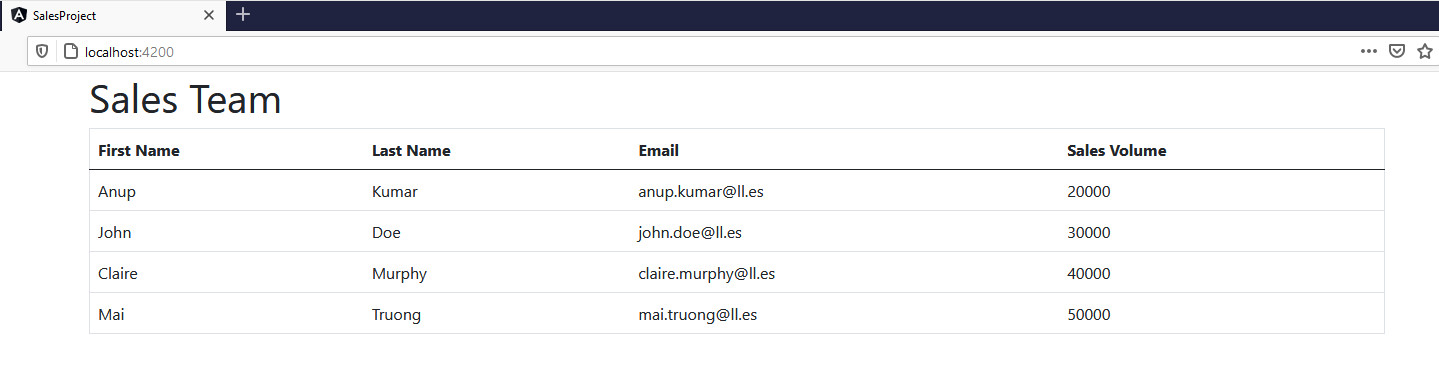 SalesProject
localhost:4200
Sales Team
First Name Last Name Email Sales Volume
Anup Kumar anup.kumar@ll.es 20000
John Doe john.doe@ll.es 30000
Claire Murphy claire.murphy@ll.es 40000
Mai Truong mai.truong@ll.es 50000